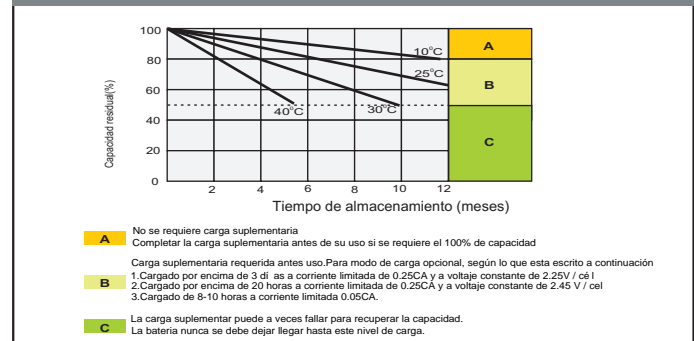 Capacidad residual(%)
100
80
60
40
20
0
10°C
25°C
30°C
40°C
A
B
C
2 4 6 8 10 12
Tiempo de almacenamiento (meses)
A
No se requiere carga suplementaria
Completar la carga suplementaria antes de su uso si se requiere el 100% de capacidad
Carga suplementaria requerida antes uso.Para modo de carga opcional, según lo que esta escrito a continuación
B
1.Cargado por encima de 3 dí as a corriente limitada de 0.25CA y a voltaje constante de 2.25V / cé l
2.Cargado por encima de 20 horas a corriente limitada de 0.25CA y a voltaje constante de 2.45 V / cel
3.Cargado de 8-10 horas a corriente limitada 0.05CA.
C
La carga suplementar puede a veces fallar para recuperar la capacidad.
La bateria nunca se debe dejar llegar hasta este nivel de carga.